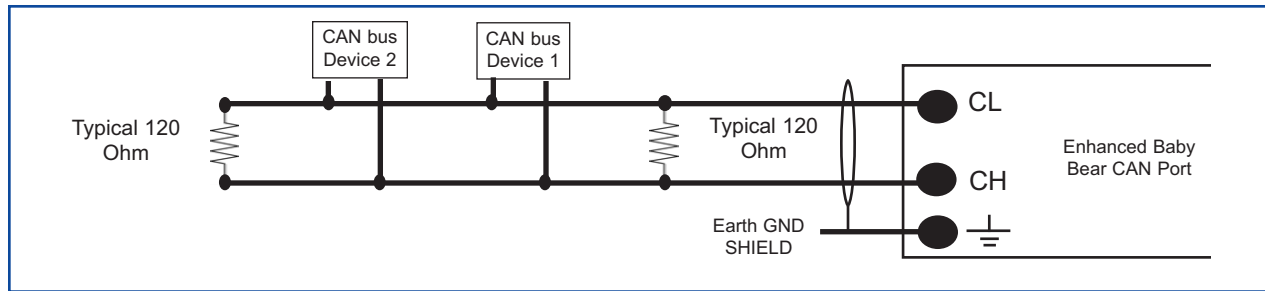 CAN bus
Device 2
CAN bus
Device 1
Typical 120
Ohm
Typical 120
Ohm
CL
CH
Enhanced Baby
Bear CAN Port
Earth GND
SHIELD